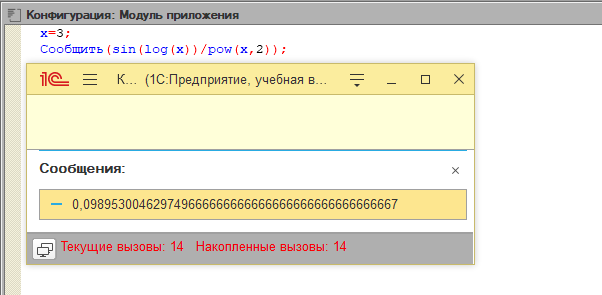 Конфигурация: Модуль приложения
x=3;
Сообщить(sin(log(x))/pow(x,2));
1С К... (1С:Предприятие, учебная в...
Сообщения:
0,098953004629749666666666666666666666666666667
Текущие вызовы: 14 Накопленные вызовы: 14